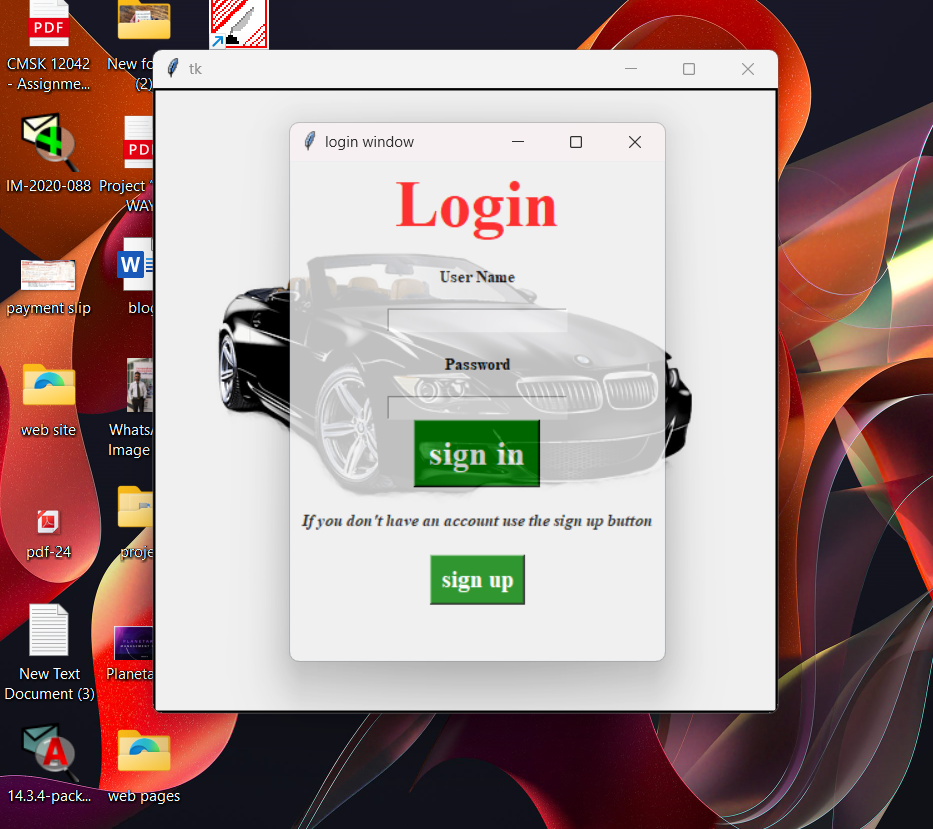 PDF
CMSK 12042
- Assignme...
New fo
(2)
tk
login window
IM-2020-088
PD
Project
WAY
Login
User Name
W
payment slip
blog
Password
web site
Whats
Image
sign in
If you don't have an account use the sign up button
pdf-24
proje
sign up
New Text
Document (3)
Planeta
14.3.4-pack...
A
web pages